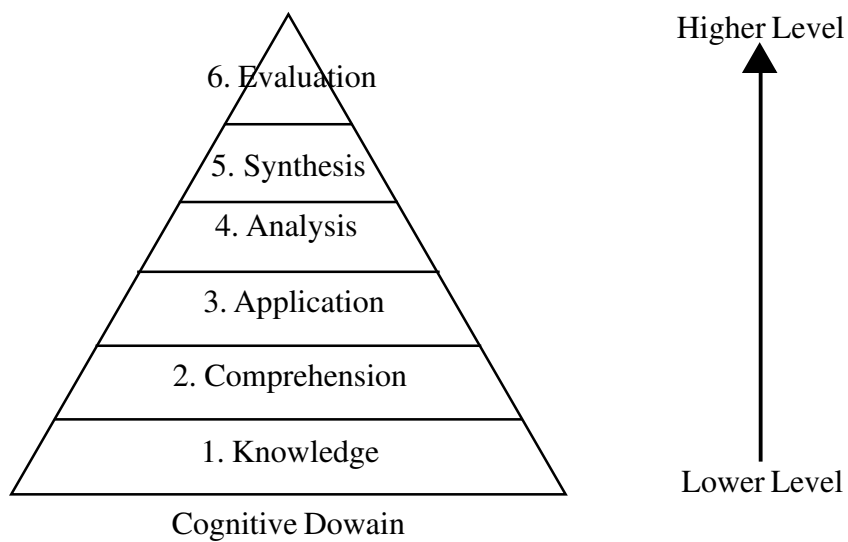 Higher Level
6. Evaluation
5. Synthesis
4. Analysis
3. Application
2. Comprehension
1. Knowledge
Lower Level
Cognitive Dowain